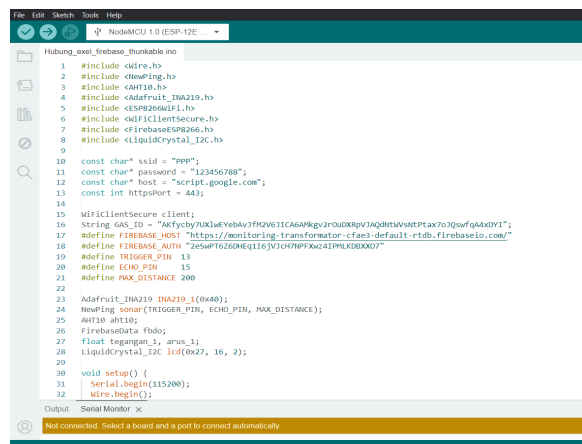 File Edit Sketch Tools Help
NodeMCU 1.0 (ESP-12E ...
Hubung_exel_firebase_thunkable.ino
1 #include <Wire.h>
2 #include <NewPing.h>
3 #include <AHT10.h>
4 #include <Adafruit_INA219.h>
5 #include <ESP8266WiFi.h>
6 #include <WiFiClientSecure.h>
7 #include <FirebaseESP8266.h>
8 #include <LiquidCrystal_I2C.h>
9
10 const char* ssid = "PPP";
11 const char* password = "123456788";
12 const char* host = "script.google.com";
13 const int httpsPort = 443;
14
15 WiFiClientSecure client;
16 String GAS_ID = "AKfycby7UXlwEYebAvJfM2V6JICA6AMkgv2rOuDXRpVJAQdNtWVsNtPtax7oJQswfqA4xDYI";
17 #define FIREBASE_HOST "https://monitoring-transformator-cfae3-default-rtdb.firebaseio.com/"
18 #define FIREBASE_AUTH "2eSwPT6Z6DHEq1I6jVJcH7NPFXwz4IPMLKDBXXO7"
19 #define TRIGGER_PIN 13
20 #define ECHO_PIN 15
21 #define MAX_DISTANCE 200
22
23 Adafruit_INA219 INA219_1(0x40);
24 NewPing sonar(TRIGGER_PIN, ECHO_PIN, MAX_DISTANCE);
25 AHT10 aht10;
26 FirebaseData fbdo;
27 float tegangan_1, arus_1;
28 LiquidCrystal_I2C lcd(0x27, 16, 2);
29
30 void setup() {
31 Serial.begin(115200);
32 Wire.begin();
Output Serial Monitor ×
Not connected. Select a board and a port to connect automatically.